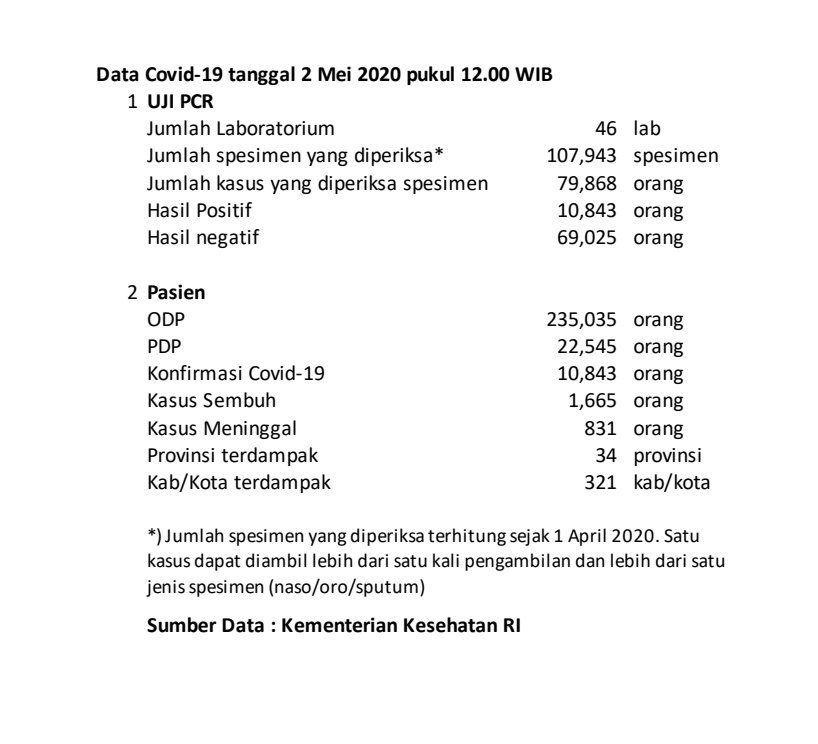 Data Covid-19 tanggal 2 Mei 2020 pukul 12.00 WIB
1 UJI PCR
Jumlah Laboratorium 46 lab
Jumlah spesimen yang diperiksa* 107,943 spesimen
Jumlah kasus yang diperiksa spesimen 79,868 orang
Hasil Positif 10,843 orang
Hasil negatif 69,025 orang
2 Pasien
ODP 235,035 orang
PDP 22,545 orang
Konfirmasi Covid-19 10,843 orang
Kasus Sembuh 1,665 orang
Kasus Meninggal 831 orang
Provinsi terdampak 34 provinsi
Kab/Kota terdampak 321 kab/kota
*) Jumlah spesimen yang diperiksa terhitung sejak 1 April 2020. Satu
kasus dapat diambil lebih dari satu kali pengambilan dan lebih dari satu
jenis spesimen (naso/oro/sputum)
Sumber Data : Kementerian Kesehatan RI